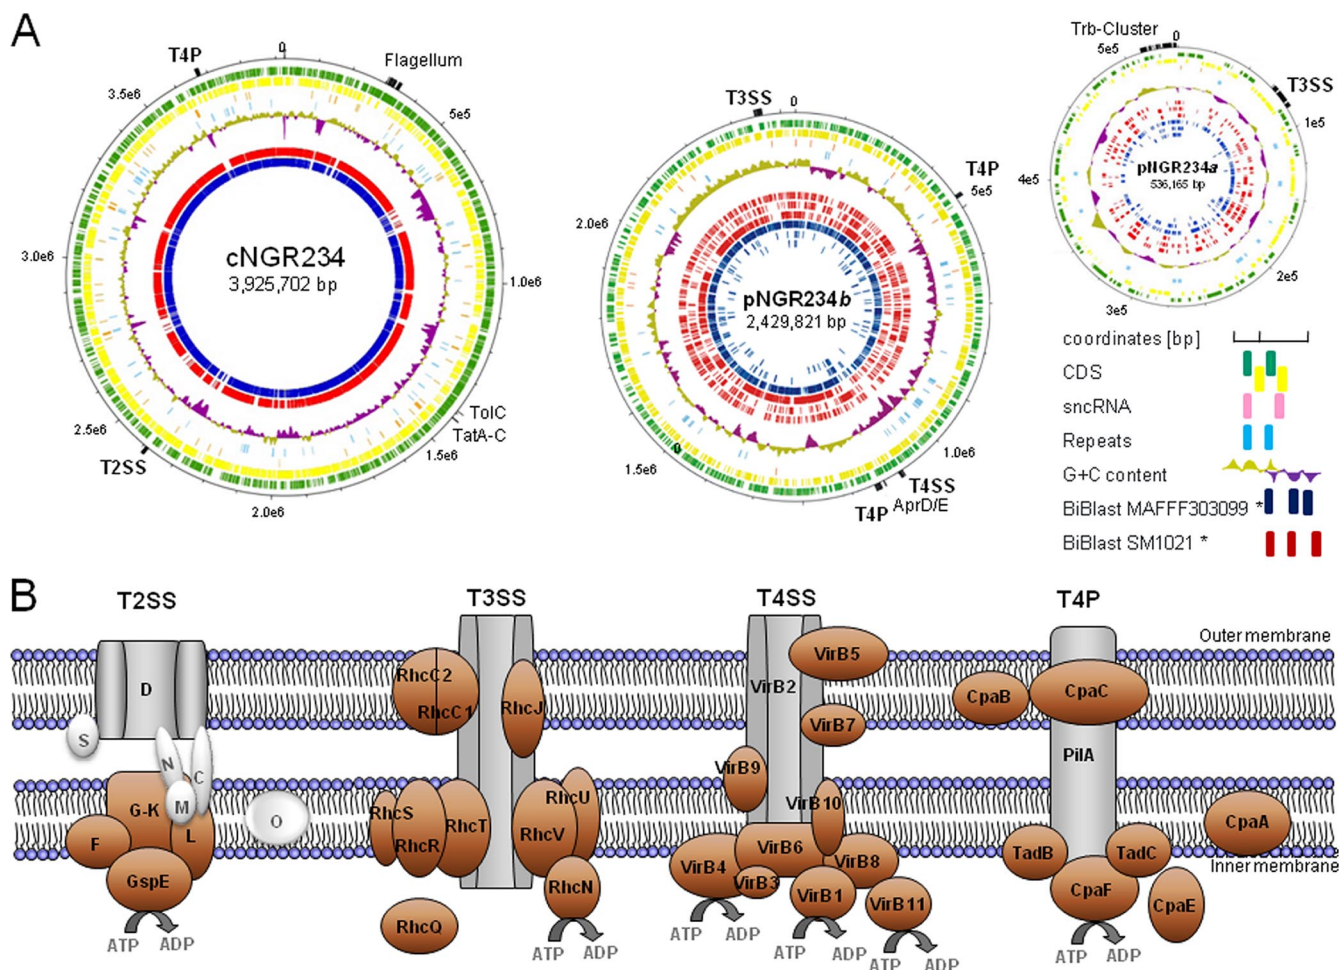 A
0
T4P
Flagellum
3.5e6
5e5
3.0e6
cNGR234
3,925,702 bp
1.0e6
TolC
TatA-C
2.5e6
T2SS
1.5e6
2.0e6
T3SS
0
T4P
5e5
2.0e6
pNGR234b
2,429,821 bp
1.5e6
0
1.0e6
T4SS
AprD/E
T4P
Trb-Cluster
0
5e5
T3SS
1e5
pNGR234a
536,165 bp
4e5
2e5
3e5
coordinates [bp]
CDS
sncRNA
Repeats
G+C content
BiBlast MAFFF303099 *
BiBlast SM1021 *
B
T2SS
T3SS
T4SS
T4P
Outer membrane
D
S
N
C
G-K
M
F
L
O
GspE
ATP
ADP
RhcC2
RhcC1
RhcJ
RhcS
RhcR
RhcT
RhcU
RhcV
RhcN
RhcQ
ATP
ADP
VirB5
VirB2
VirB7
VirB9
VirB10
VirB6
VirB4
VirB3
VirB8
VirB1
VirB11
ATP
ADP
ATP
ADP
ATP
ADP
CpaB
CpaC
PilA
CpaA
TadB
TadC
CpaF
CpaE
Inner membrane
ATP
ADP